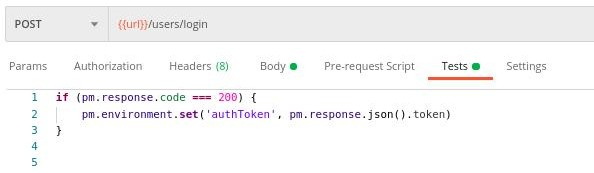 POST {{url}}/users/login
Params Authorization Headers (8) Body Pre-request Script Tests Settings
1 if (pm.response.code === 200) {
2 pm.environment.set('authToken', pm.response.json().token)
3 }
4
5